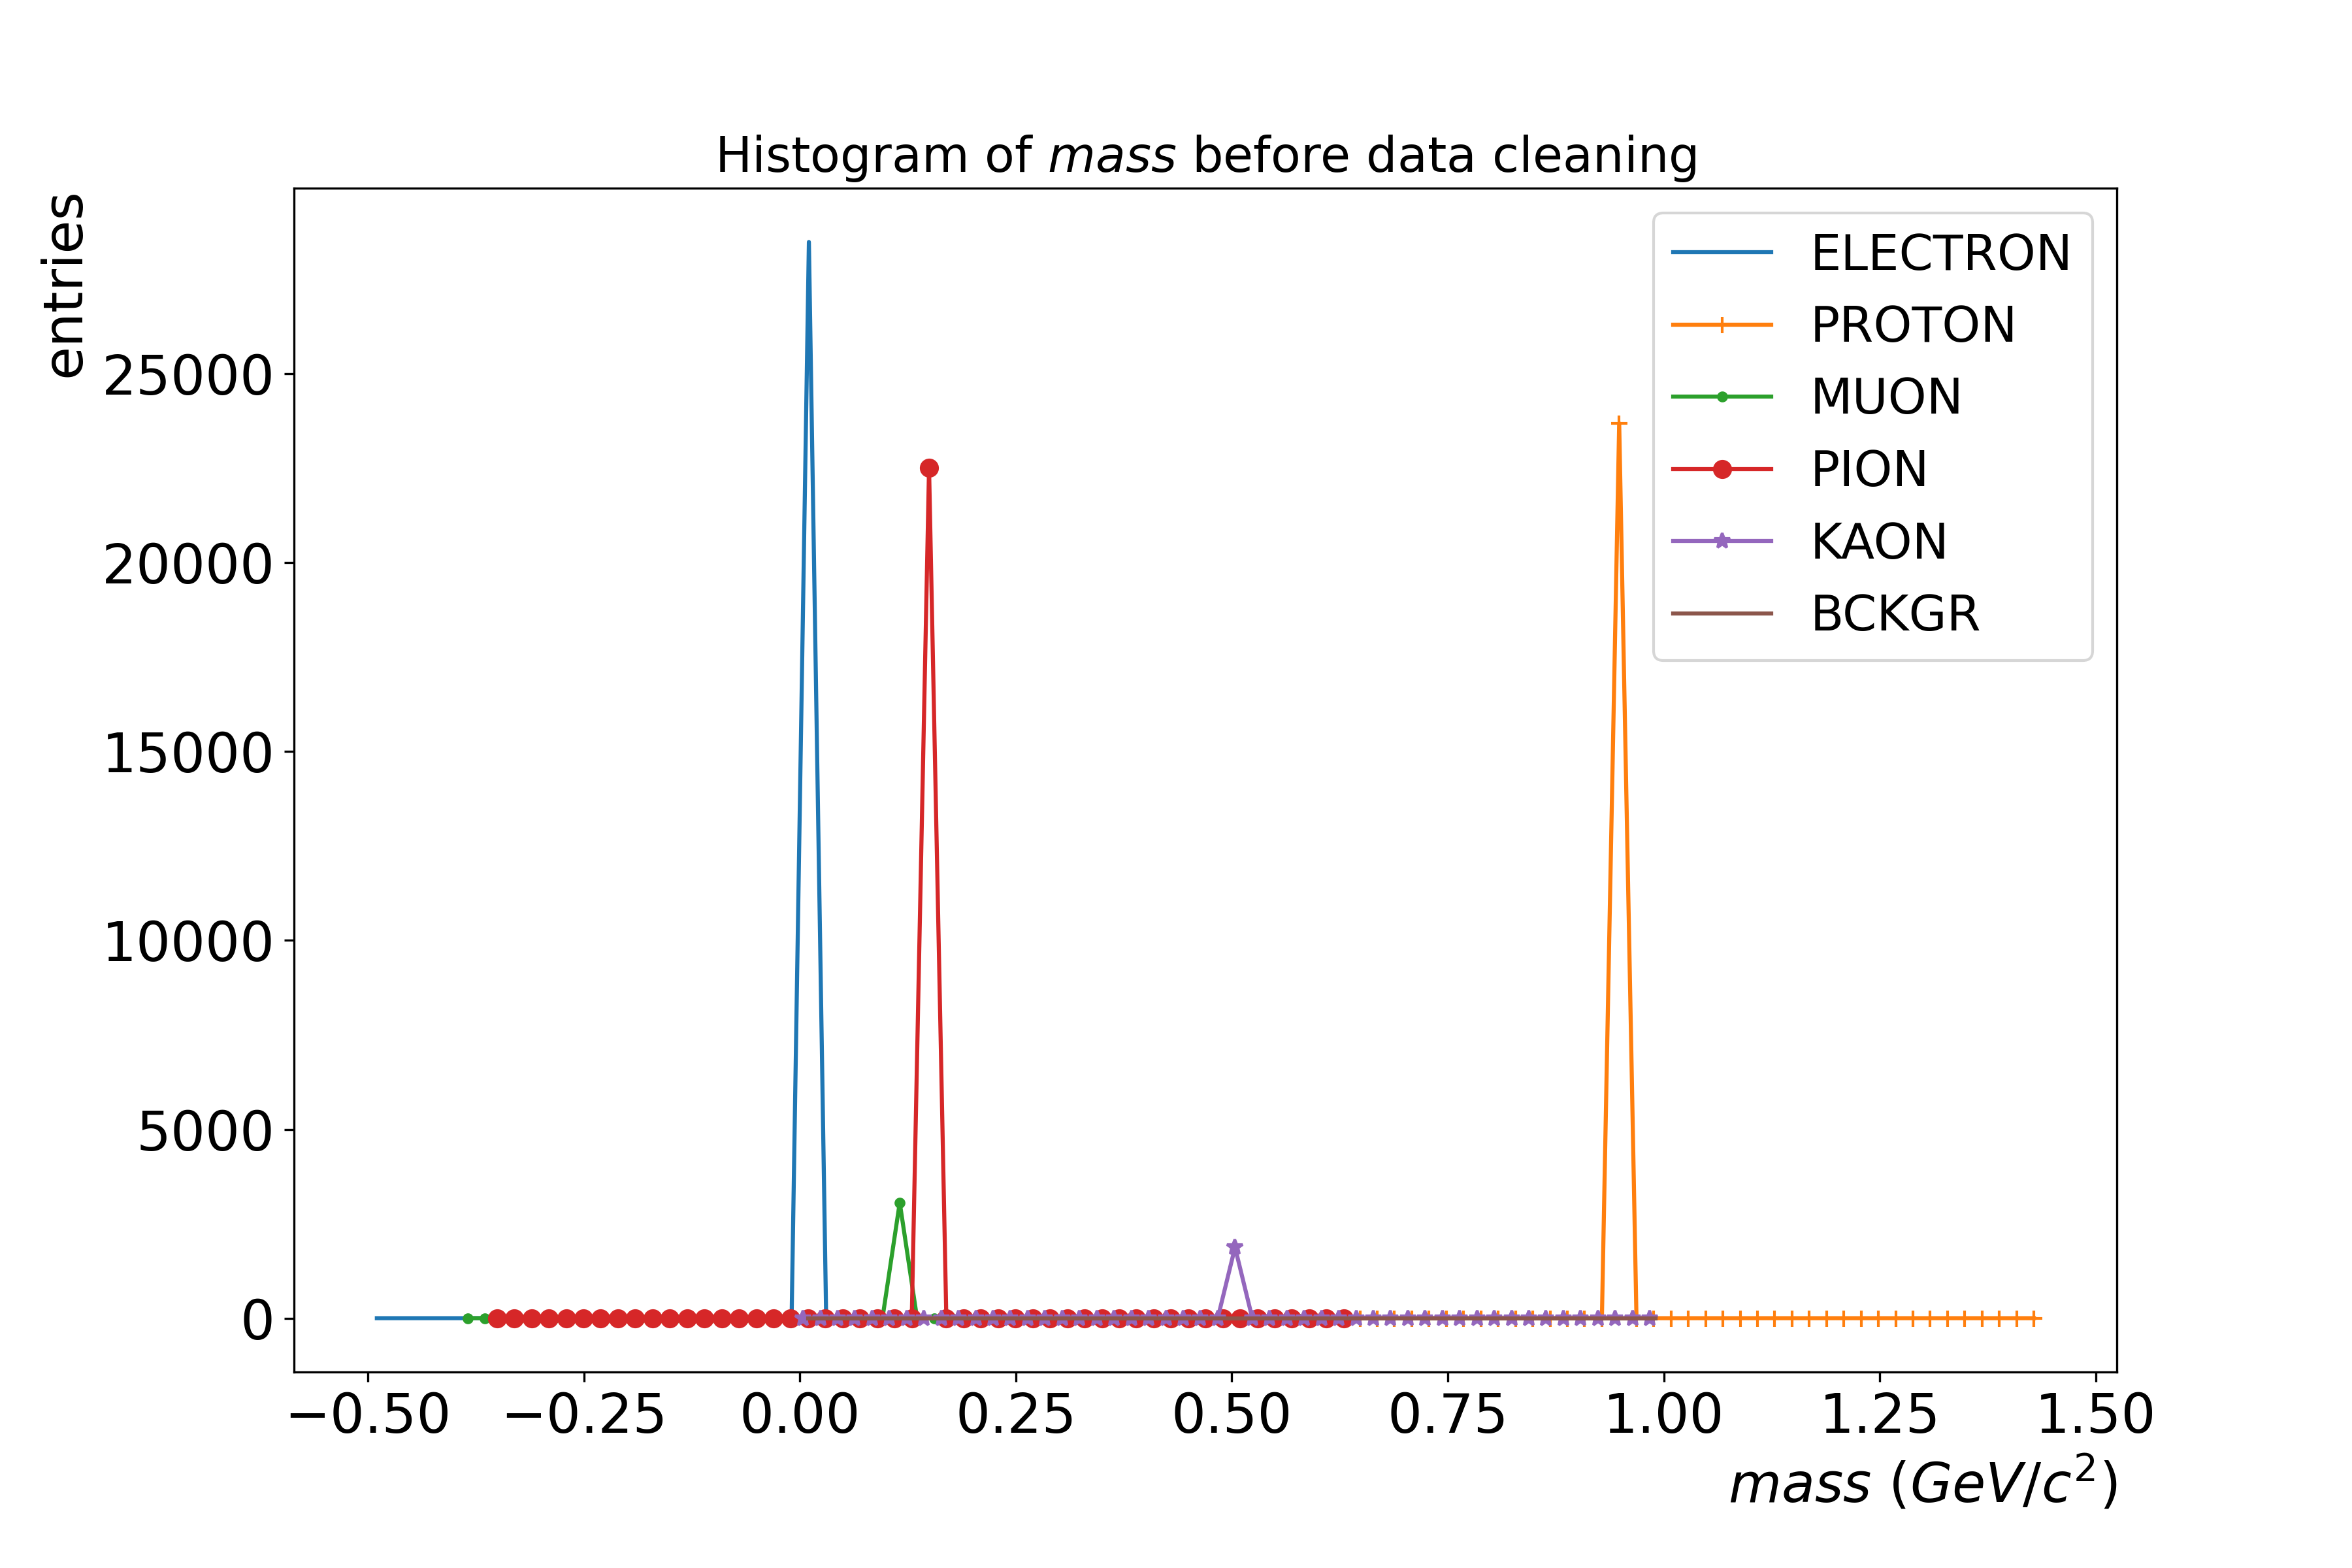 Histogram of mass before data cleaning
entries
25000
20000
15000
10000
5000
0
ELECTRON
PROTON
MUON
PION
KAON
BCKGR
−0.50 −0.25 0.00 0.25 0.50 0.75 1.00 1.25 1.50
mass (GeV/c²)